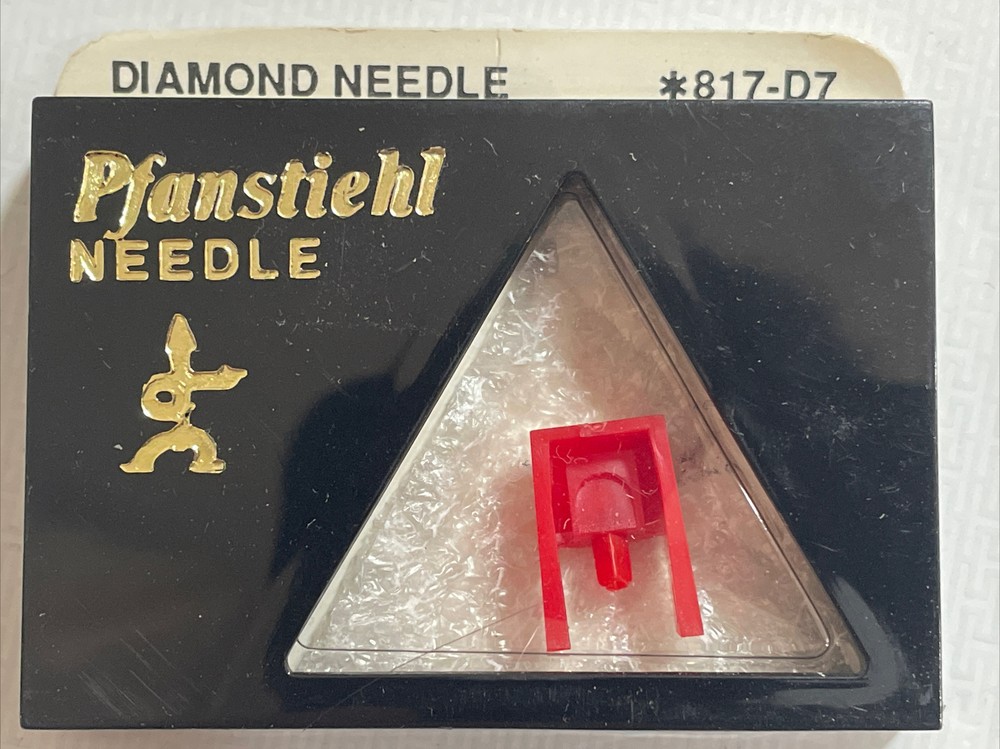 DIAMOND NEEDLE *817-D7
Pfanstiehl
NEEDLE